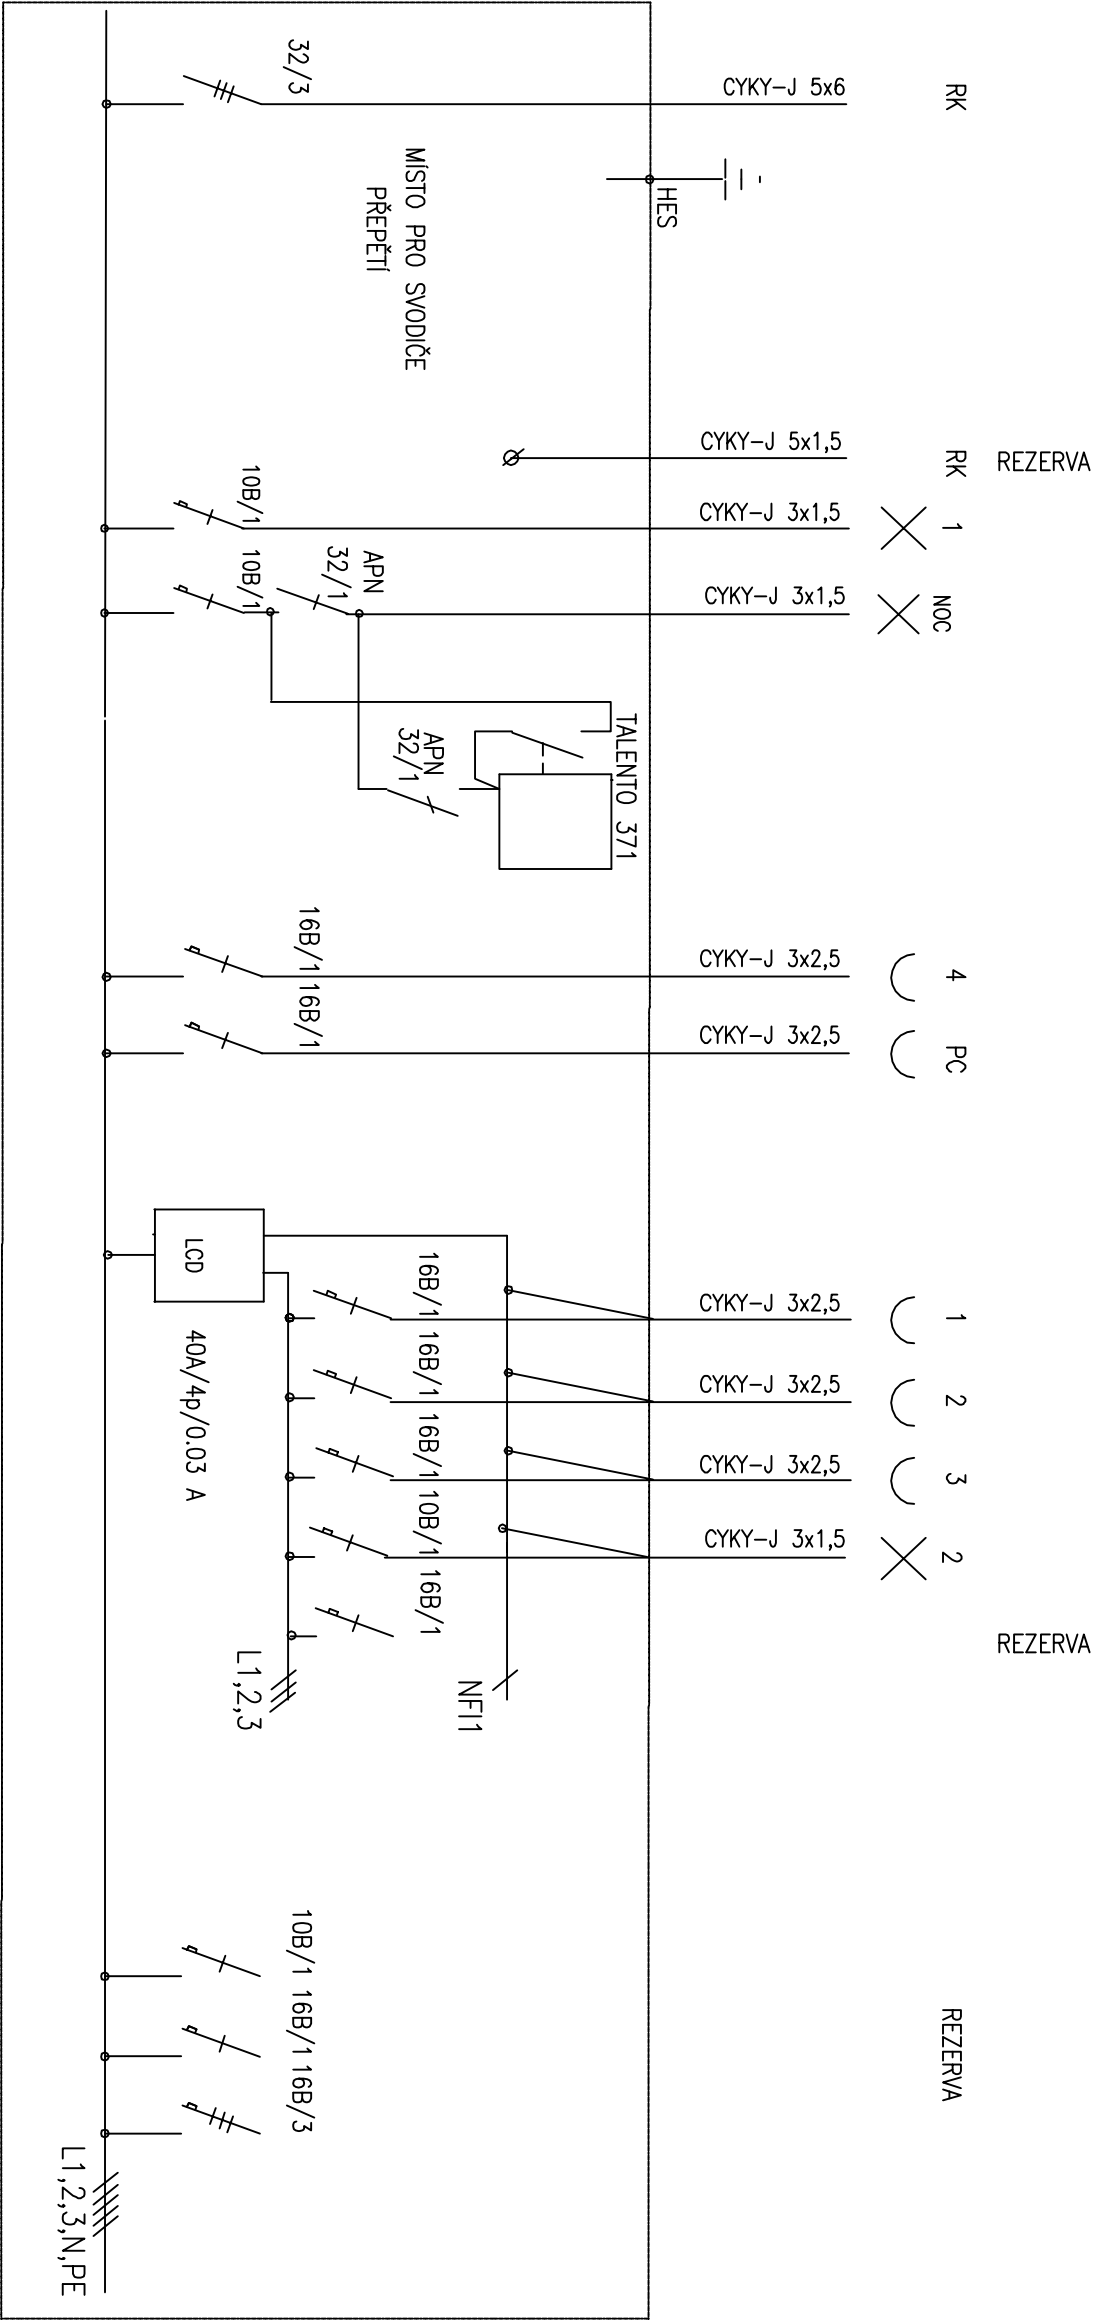 32/3
CYKY-J 5x6
RK
HES
MÍSTO PRO SVODIČE
PŘEPĚTÍ
CYKY-J 5x1,5
RK
REZERVA
10B/1
CYKY-J 3x1,5
1
10B/1
APN
32/1
CYKY-J 3x1,5
NOC
TALENTO 371
APN
32/1
16B/1
CYKY-J 3x2,5
4
16B/1
CYKY-J 3x2,5
PC
LCD
40A/4p/0.03 A
16B/1
CYKY-J 3x2,5
1
16B/1
CYKY-J 3x2,5
2
16B/1
CYKY-J 3x2,5
3
10B/1
CYKY-J 3x1,5
2
16B/1
REZERVA
L1,2,3
NFI1
10B/1
16B/1
16B/3
REZERVA
L1,2,3,N,PE